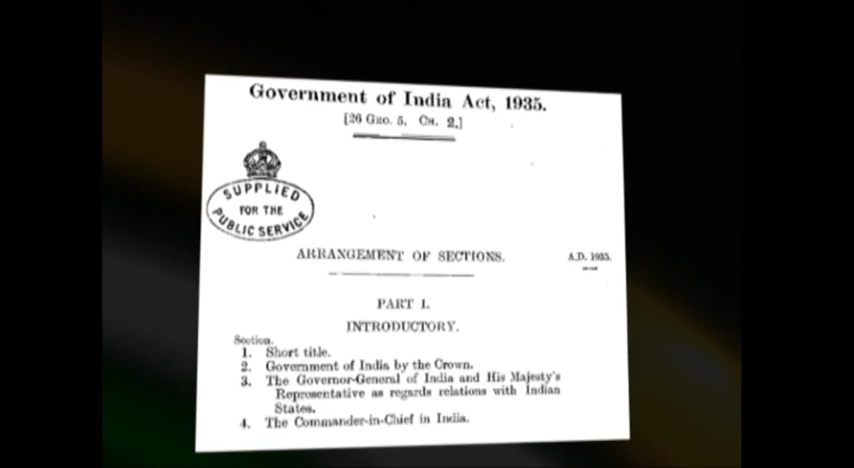 Government of India Act, 1935.
[26 GEO. 5. CH. 2.]
SUPPLIED
FOR THE
PUBLIC SERVICE
ARRANGEMENT OF SECTIONS.
A.D. 1935.
PART I.
INTRODUCTORY.
Section.
1. Short title.
2. Government of India by the Crown.
3. The Governor-General of India and His Majesty's
Representative as regards relations with Indian
States.
4. The Commander-in-Chief in India.